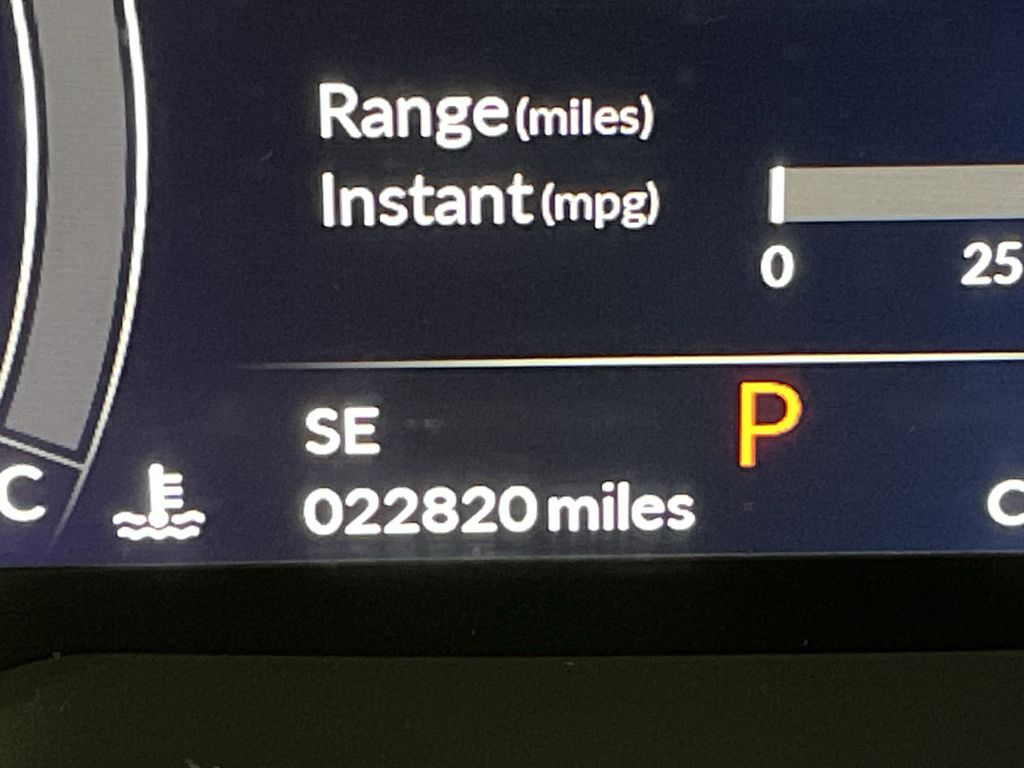 Range (miles)
Instant (mpg)
0 25
SE P
C 022820 miles C